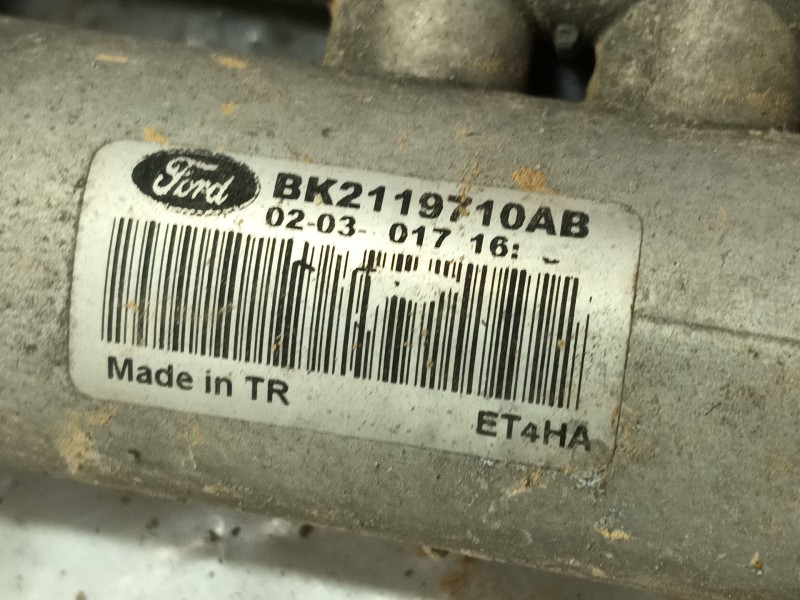 Ford
BK2119710AB
02-03- 017 16:
Made in TR
ET4HA